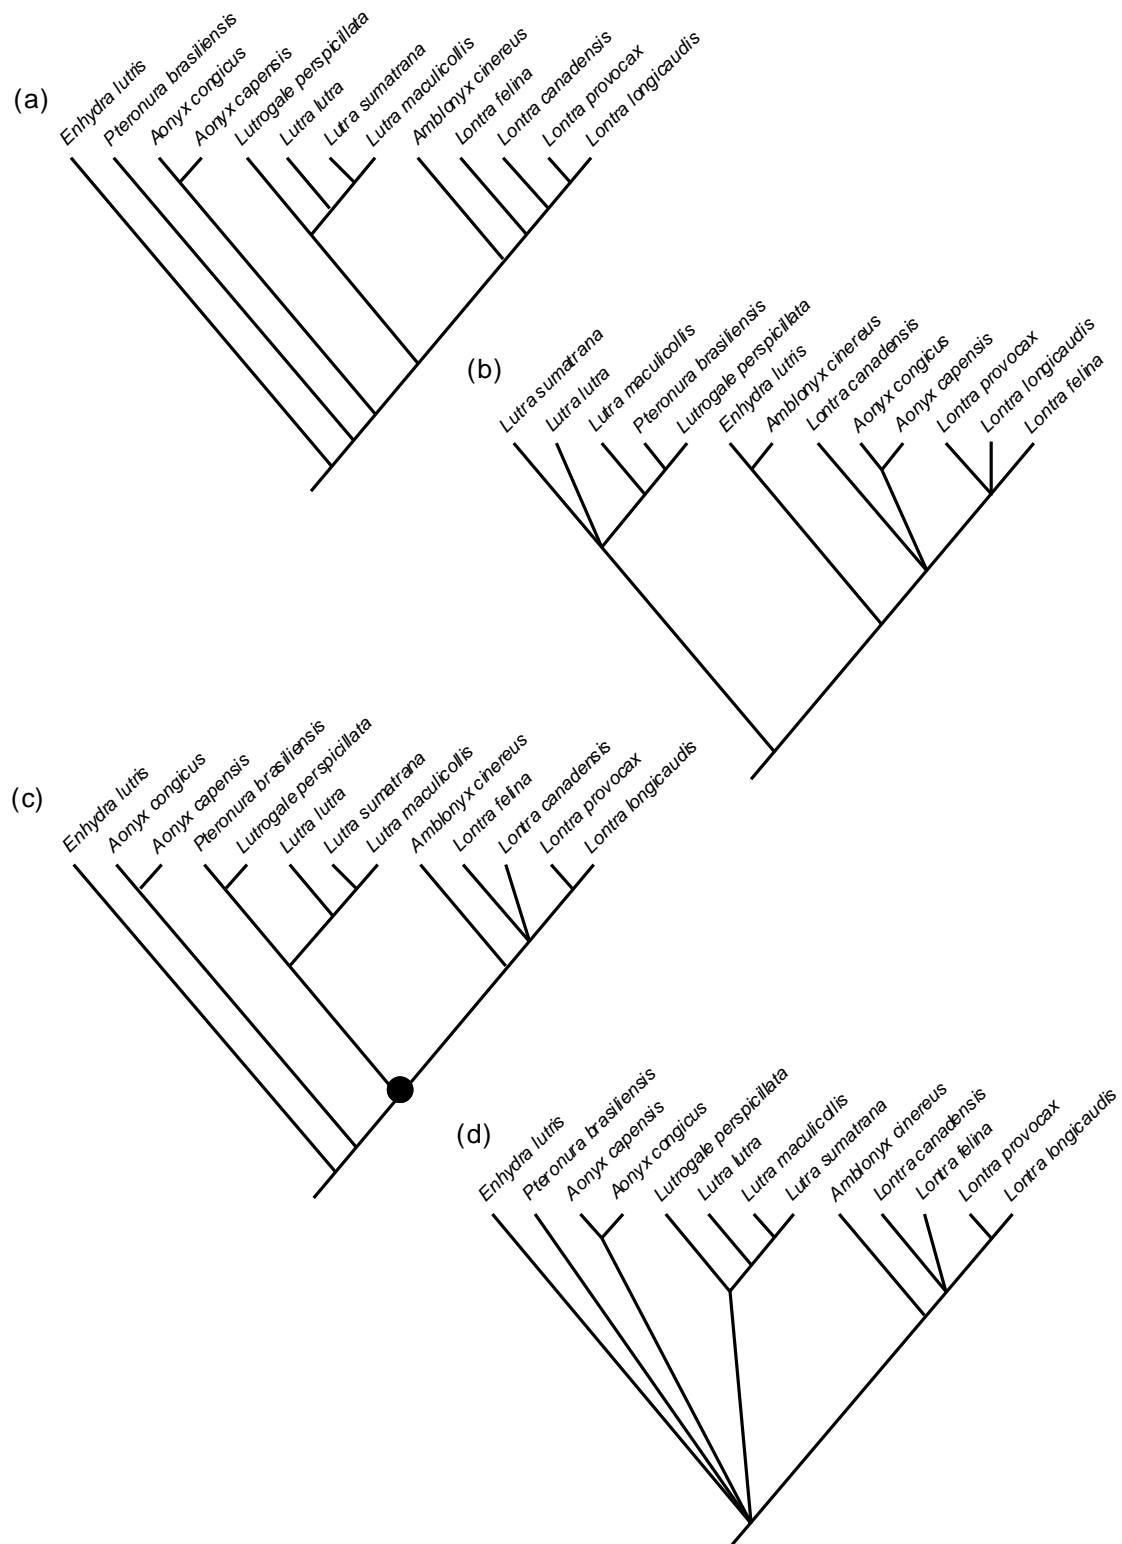 (a)
Enhydra lutris
Pteronura brasiliensis
Aonyx congicus
Aonyx capensis
Lutrogale perspicillata
Lutra lutra
Lutra sumatrana
Lutra maculicollis
Amblonyx cinereus
Lontra felina
Lontra canadensis
Lontra provocax
Lontra longicaudis
(b)
Lutra sumatrana
Lutra lutra
Lutra maculicollis
Pteronura brasiliensis
Lutrogale perspicillata
Enhydra lutris
Amblonyx cinereus
Lontra canadensis
Aonyx congicus
Aonyx capensis
Lontra provocax
Lontra longicaudis
Lontra felina
(c)
Enhydra lutris
Aonyx congicus
Aonyx capensis
Pteronura brasiliensis
Lutrogale perspicillata
Lutra lutra
Lutra sumatrana
Lutra maculicollis
Amblonyx cinereus
Lontra felina
Lontra canadensis
Lontra provocax
Lontra longicaudis
(d)
Enhydra lutris
Pteronura brasiliensis
Aonyx capensis
Aonyx congicus
Lutrogale perspicillata
Lutra lutra
Lutra maculicollis
Lutra sumatrana
Amblonyx cinereus
Lontra canadensis
Lontra felina
Lontra provocax
Lontra longicaudis